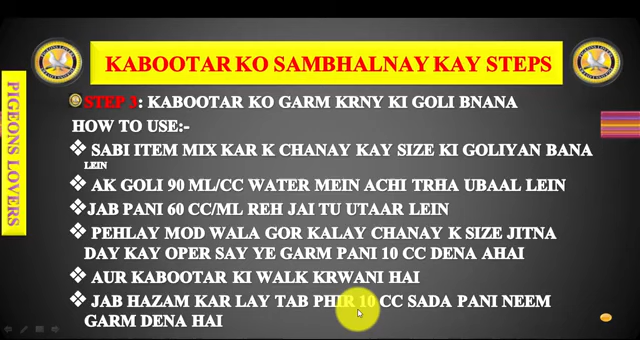 KABOOTAR KO SAMBHALNAY KAY STEPS
PIGEONS LOVERS
STEP 3: KABOOTAR KO GARM KRNY KI GOLI BNANA
HOW TO USE:-
❖ SABI ITEM MIX KAR K CHANAY KAY SIZE KI GOLIYAN BANA
LEIN
❖ AK GOLI 90 ML/CC WATER MEIN ACHI TRHA UBAAL LEIN
❖ JAB PANI 60 CC/ML REH JAI TU UTAAR LEIN
❖ PEHLAY MOD WALA GOR KALAY CHANAY K SIZE JITNA
DAY KAY OPER SAY YE GARM PANI 10 CC DENA AHAI
❖ AUR KABOOTAR KI WALK KRWANI HAI
❖ JAB HAZAM KAR LAY TAB PHIR 10 CC SADA PANI NEEM
GARM DENA HAI